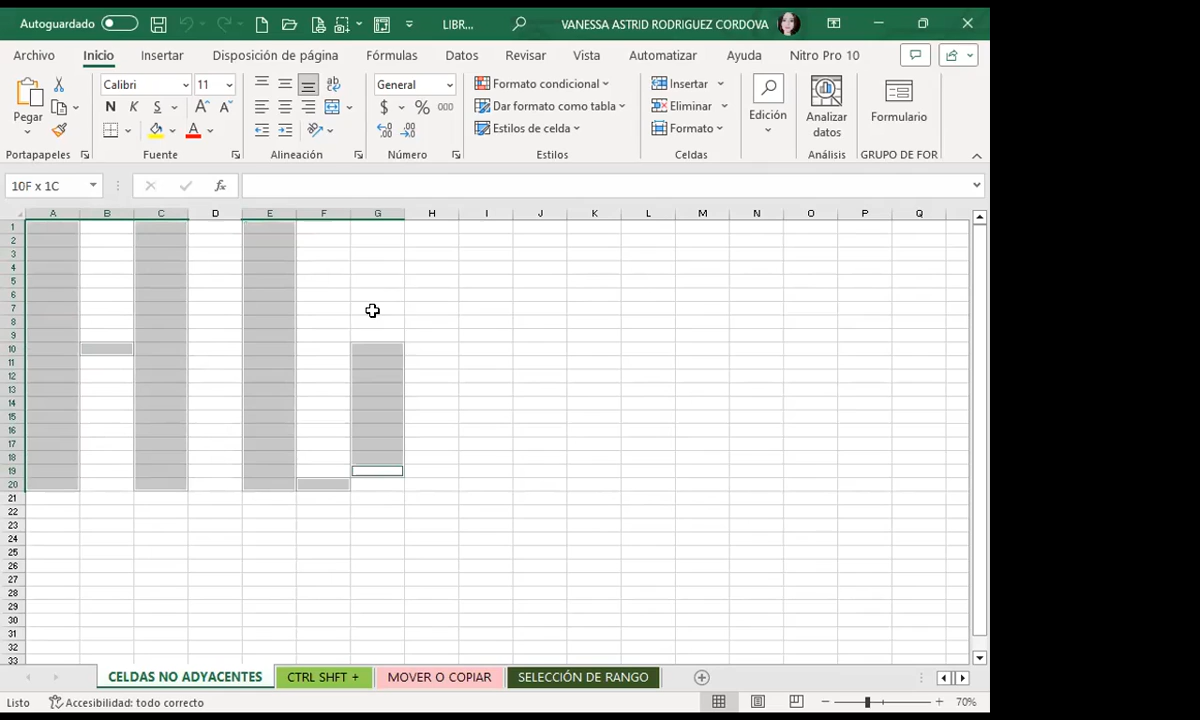 Autoguardado LIBR... VANESSA ASTRID RODRIGUEZ CORDOVA
Archivo Inicio Insertar Disposición de página Fórmulas Datos Revisar Vista Automatizar Ayuda Nitro Pro 10
Pegar
Portapapeles
Calibri 11
N K S A A
A
Fuente
ab
Alineación
General
$ % 000
Número
Formato condicional
Dar formato como tabla
Estilos de celda
Estilos
Insertar
Eliminar
Formato
Celdas
Edición
Analizar datos
Análisis
Formulario
GRUPO DE FOR
10F x 1C fx
A B C D E F G H I J K L M N O P Q
1
2
3
4
5
6
7
8
9
10
11
12
13
14
15
16
17
18
19
20
21
22
23
24
25
26
27
28
29
30
31
32
33
CELDAS NO ADYACENTES CTRL SHFT + MOVER O COPIAR SELECCIÓN DE RANGO
Listo Accesibilidad: todo correcto 70%